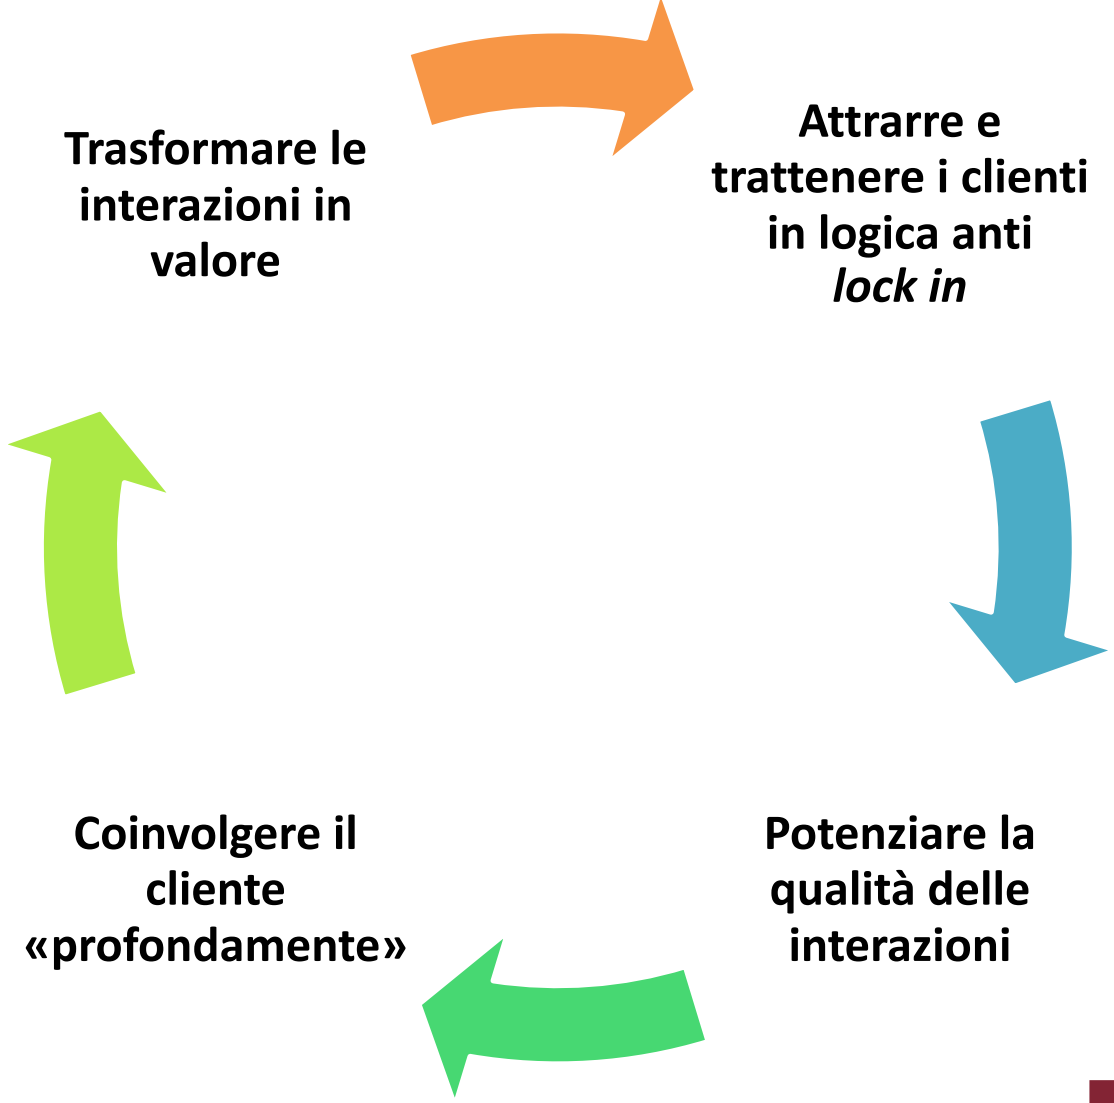 Trasformare le
interazioni in
valore
Attrarre e
trattenere i clienti
in logica anti
lock in
Potenziare la
qualità delle
interazioni
Coinvolgere il
cliente
«profondamente»